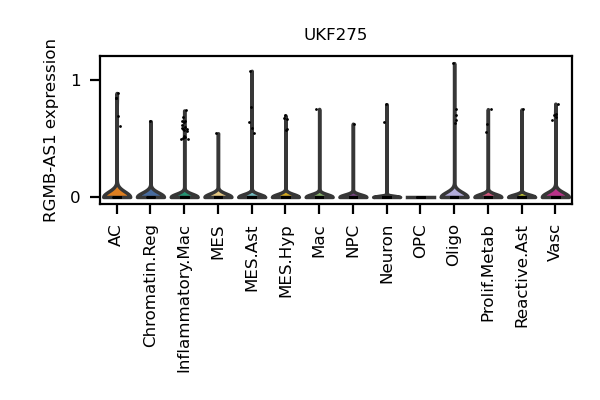 UKF275
RGMB-AS1 expression
1
0
AC
Chromatin.Reg
Inflammatory.Mac
MES
MES.Ast
MES.Hyp
Mac
NPC
Neuron
OPC
Oligo
Prolif.Metab
Reactive.Ast
Vasc